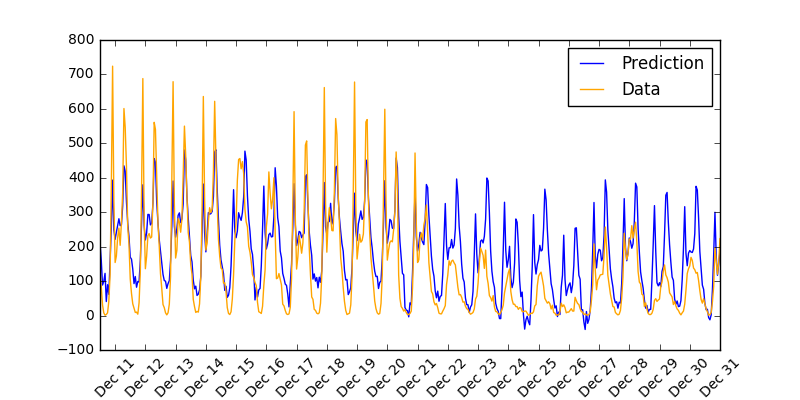 800
700
600
500
400
300
200
100
0
−100
Prediction
Data
Dec 11
Dec 12
Dec 13
Dec 14
Dec 15
Dec 16
Dec 17
Dec 18
Dec 19
Dec 20
Dec 21
Dec 22
Dec 23
Dec 24
Dec 25
Dec 26
Dec 27
Dec 28
Dec 29
Dec 30
Dec 31